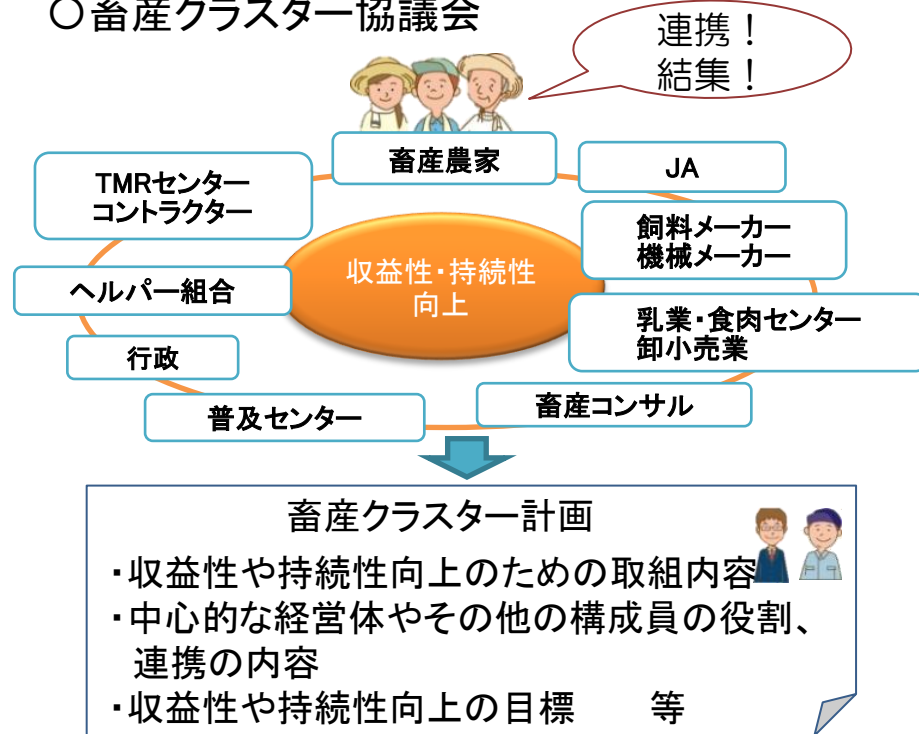 〇畜産クラスター協議会
連携！
結集！
畜産農家
JA
TMRセンター
コントラクター
飼料メーカー
機械メーカー
収益性・持続性
向上
ヘルパー組合
乳業・食肉センター
卸小売業
行政
畜産コンサル
普及センター
畜産クラスター計画
・収益性や持続性向上のための取組内容
・中心的な経営体やその他の構成員の役割、
連携の内容
・収益性や持続性向上の目標　　等